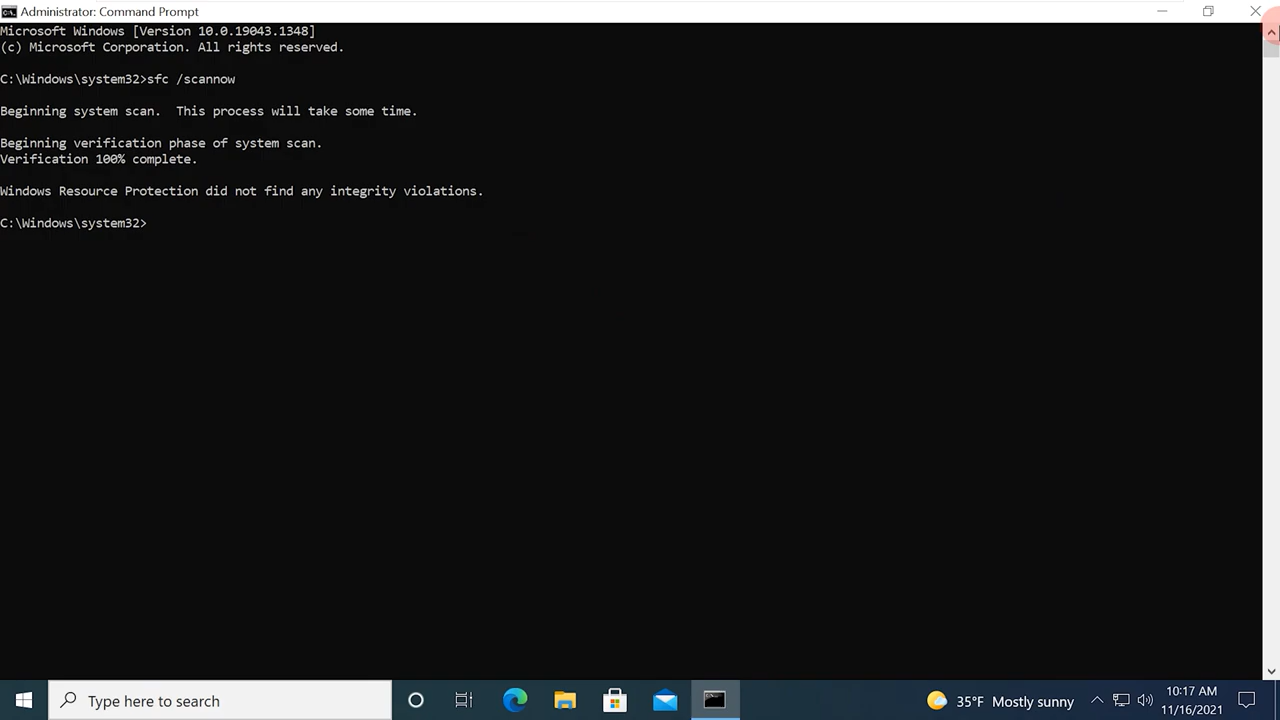 Administrator: Command Prompt
Microsoft Windows [Version 10.0.19043.1348]
(c) Microsoft Corporation. All rights reserved.
C:\Windows\system32>sfc /scannow
Beginning system scan.  This process will take some time.
Beginning verification phase of system scan.
Verification 100% complete.
Windows Resource Protection did not find any integrity violations.
C:\Windows\system32>
Type here to search
35°F Mostly sunny
10:17 AM
11/16/2021